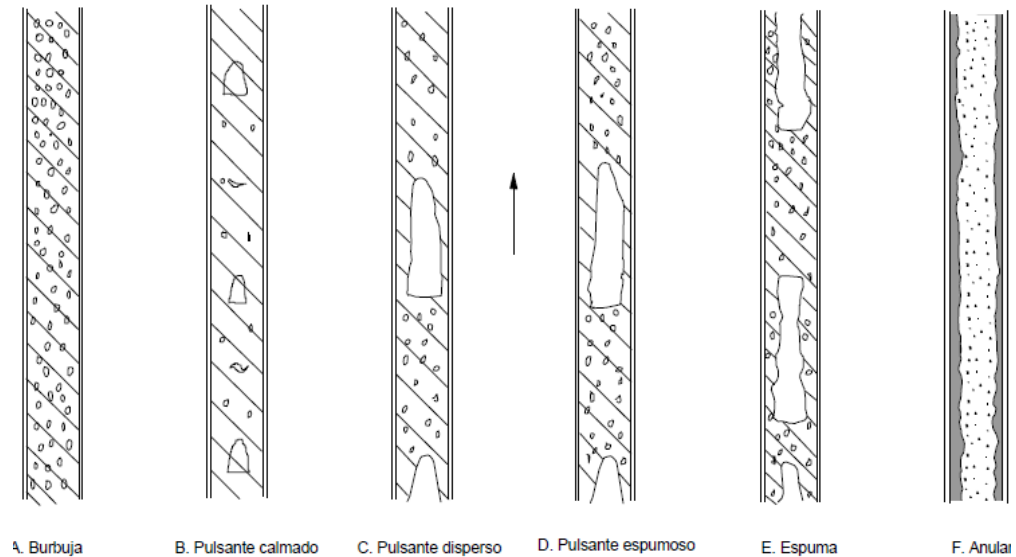 A. Burbuja
B. Pulsante calmado
C. Pulsante disperso
D. Pulsante espumoso
E. Espuma
F. Anular